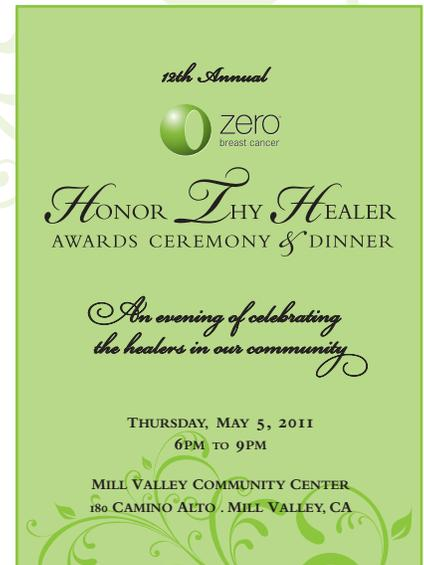 12th Annual
zero
breast cancer
Honor Thy Healer
AWARDS CEREMONY & DINNER
An evening of celebrating
the healers in our community
Thursday, May 5, 2011
6PM to 9PM
Mill Valley Community Center
180 Camino Alto . Mill Valley, CA